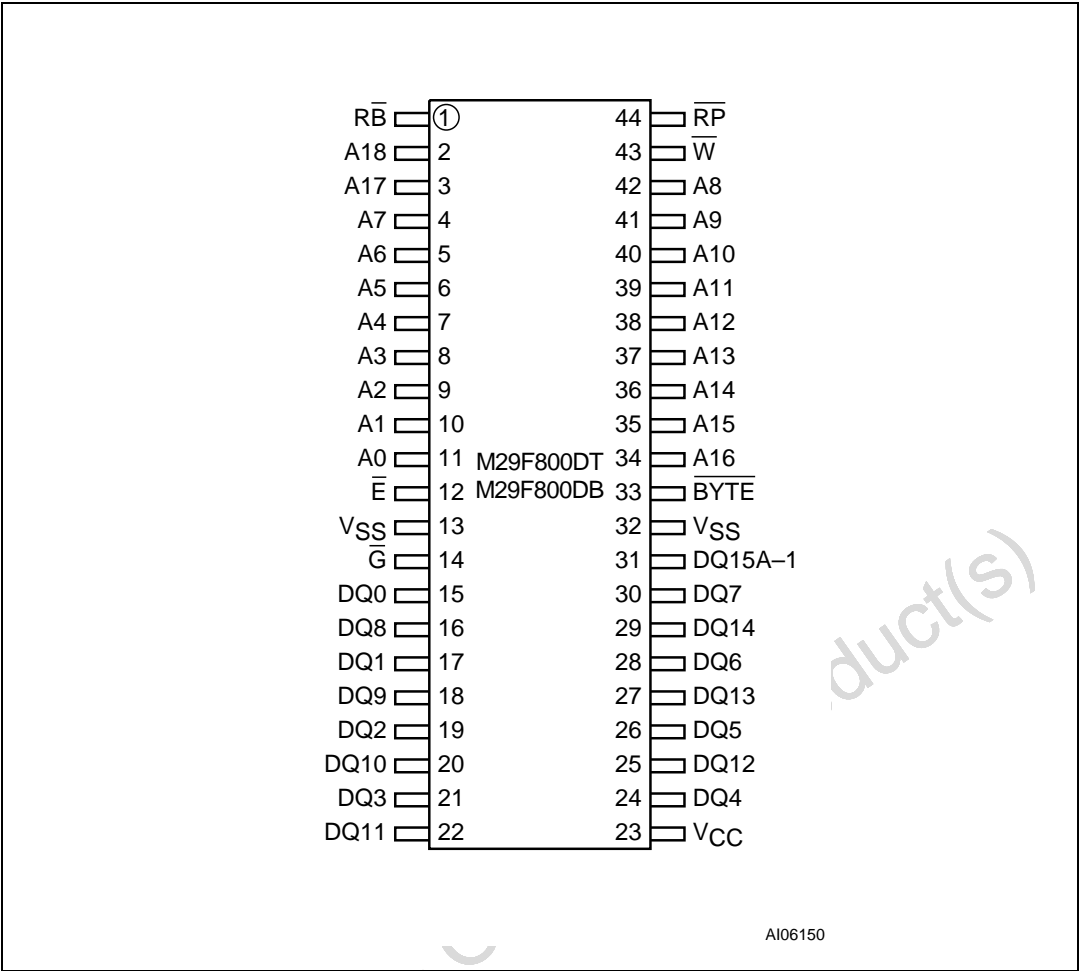 RB̅ 1 44 R̅P̅
A18 2 43 W̅
A17 3 42 A8
A7 4 41 A9
A6 5 40 A10
A5 6 39 A11
A4 7 38 A12
A3 8 37 A13
A2 9 36 A14
A1 10 35 A15
A0 11 M29F800DT 34 A16
E̅ 12 M29F800DB 33 B̅Y̅T̅E̅
VSS 13 32 VSS
G̅ 14 31 DQ15A–1
DQ0 15 30 DQ7
DQ8 16 29 DQ14
DQ1 17 28 DQ6
DQ9 18 27 DQ13
DQ2 19 26 DQ5
DQ10 20 25 DQ12
DQ3 21 24 DQ4
DQ11 22 23 VCC
duct(s)
AI06150